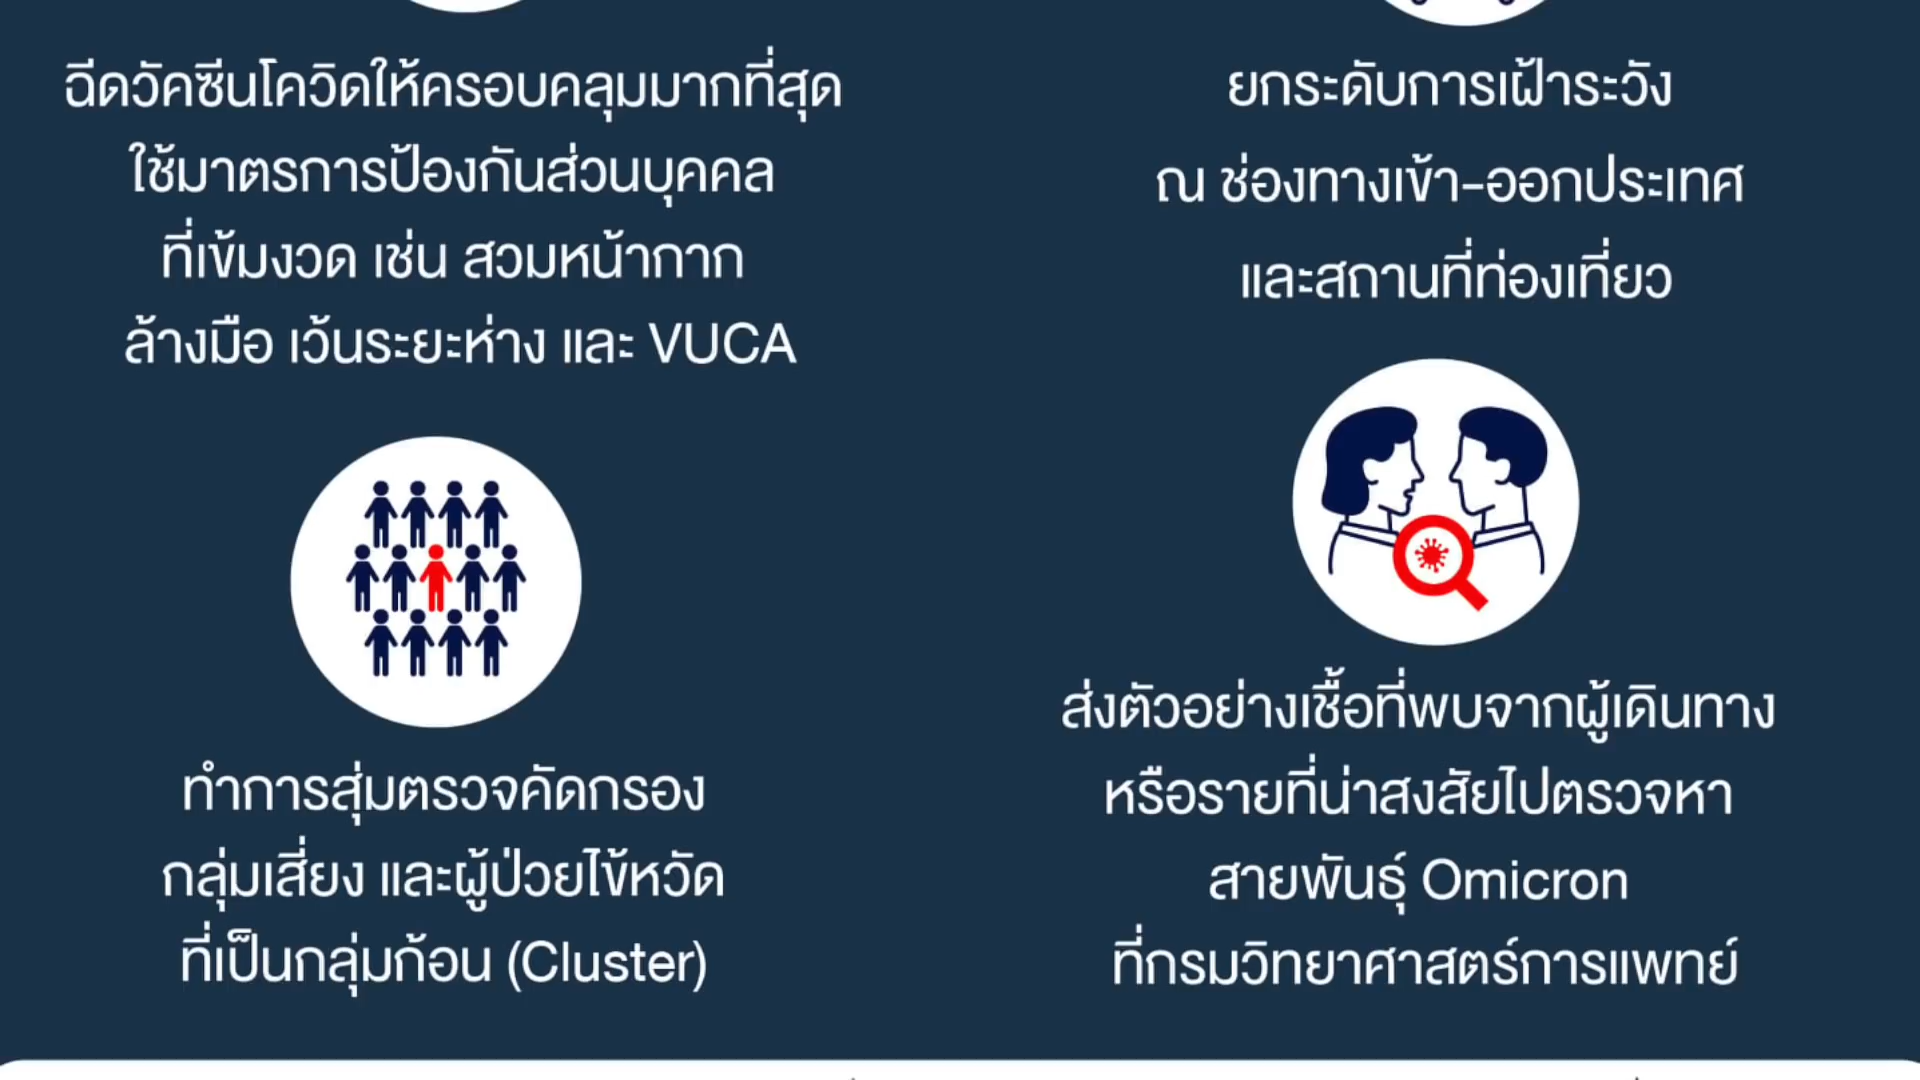 ฉีดวัคซีนโควิดให้ครอบคลุมมากที่สุด
ใช้มาตรการป้องกันส่วนบุคคล
ที่เข้มงวด เช่น สวมหน้ากาก
ล้างมือ เว้นระยะห่าง และ VUCA
ยกระดับการเฝ้าระวัง
ณ ช่องทางเข้า-ออกประเทศ
และสถานที่ท่องเที่ยว
ทำการสุ่มตรวจคัดกรอง
กลุ่มเสี่ยง และผู้ป่วยไข้หวัด
ที่เป็นกลุ่มก้อน (Cluster)
ส่งตัวอย่างเชื้อที่พบจากผู้เดินทาง
หรือรายที่น่าสงสัยไปตรวจหา
สายพันธุ์ Omicron
ที่กรมวิทยาศาสตร์การแพทย์